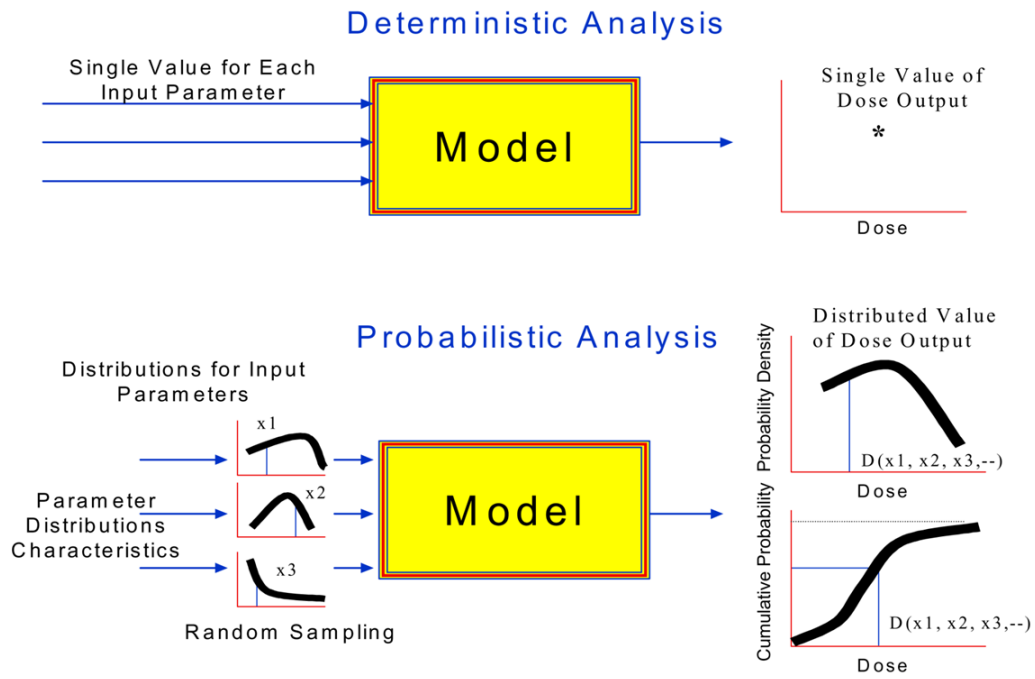 Deterministic Analysis
Single Value for Each
Input Parameter
Model
Single Value of
Dose Output
*
Dose
Probabilistic Analysis
Distributions for Input
Parameters
x1
x2
x3
Parameter
Distributions
Characteristics
Random Sampling
Model
Distributed Value
of Dose Output
Probability Density
D(x1, x2, x3,--)
Dose
Cumulative Probability
D(x1, x2, x3,--)
Dose